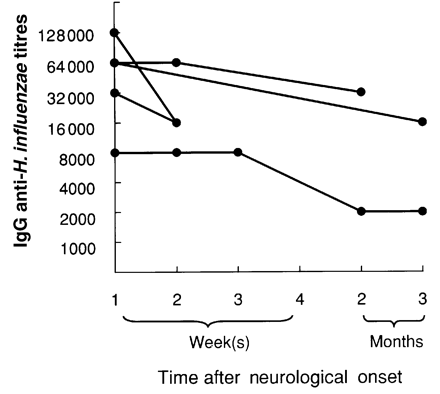 IgG anti-H. influenzae titres
128000
64000
32000
16000
8000
4000
2000
1000
1 2 3 4 2 3
Week(s) Months
Time after neurological onset